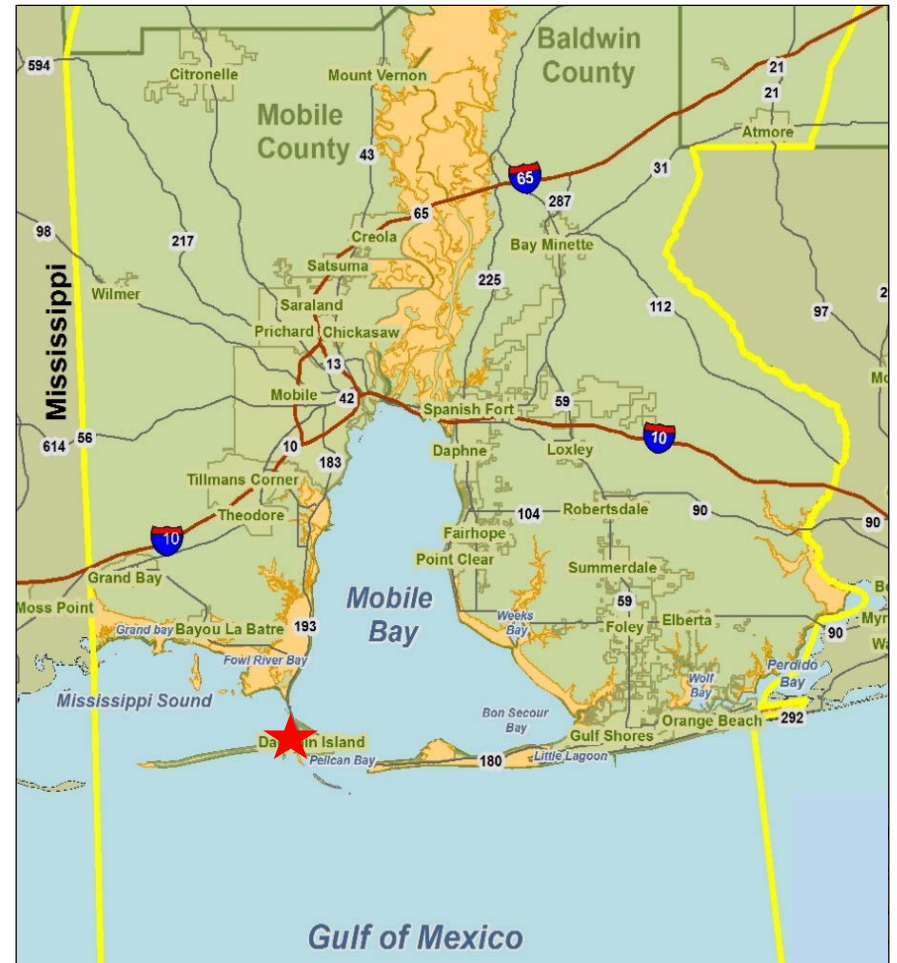 594
Citronelle
Mount Vernon
Baldwin
County
21
21
Atmore
Mobile
County
43
31
65
287
65
98
217
Creola
Bay Minette
Satsuma
225
Wilmer
Saraland
112
97
Prichard
Chickasaw
13
Mississippi
Mobile
42
Spanish Fort
59
10
614
56
10
183
Daphne
Loxley
Tillmans Corner
Theodore
104
Robertsdale
90
90
Fairhope
10
Point Clear
Summerdale
Grand Bay
Moss Point
Mobile
Bay
59
Weeks
Bay
Foley
Elberta
Grand bay
Bayou La Batre
193
90
Fowl River Bay
Wolf
Bay
Perdido
Bay
Mississippi Sound
Bon Secour
Bay
Orange Beach
292
Island
Gulf Shores
Pelican Bay
180
Little Lagoon
Gulf of Mexico